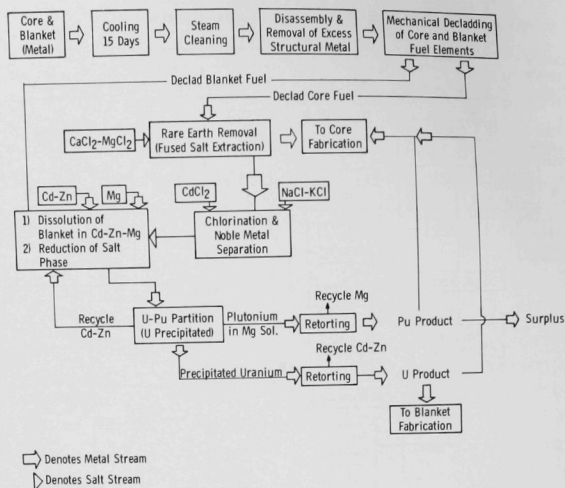 Core &
Blanket
(Metal)
Cooling
15 Days
Steam
Cleaning
Disassembly &
Removal of Excess
Structural Metal
Mechanical Decladding
of Core and Blanket
Fuel Elements
Declad Blanket Fuel
Declad Core Fuel
CaCl2-MgCl2
Rare Earth Removal
(Fused Salt Extraction)
To Core
Fabrication
Cd-Zn
Mg
CdCl2
NaCl-KCl
1) Dissolution of
Blanket in Cd-Zn-Mg
2) Reduction of Salt
Phase
Chlorination &
Noble Metal
Separation
Recycle
Cd-Zn
U-Pu Partition
(U Precipitated)
Plutonium
in Mg Sol.
Recycle Mg
Retorting
Pu Product
Surplus
Recycle Cd-Zn
Precipitated Uranium
Retorting
U Product
To Blanket
Fabrication
Denotes Metal Stream
Denotes Salt Stream